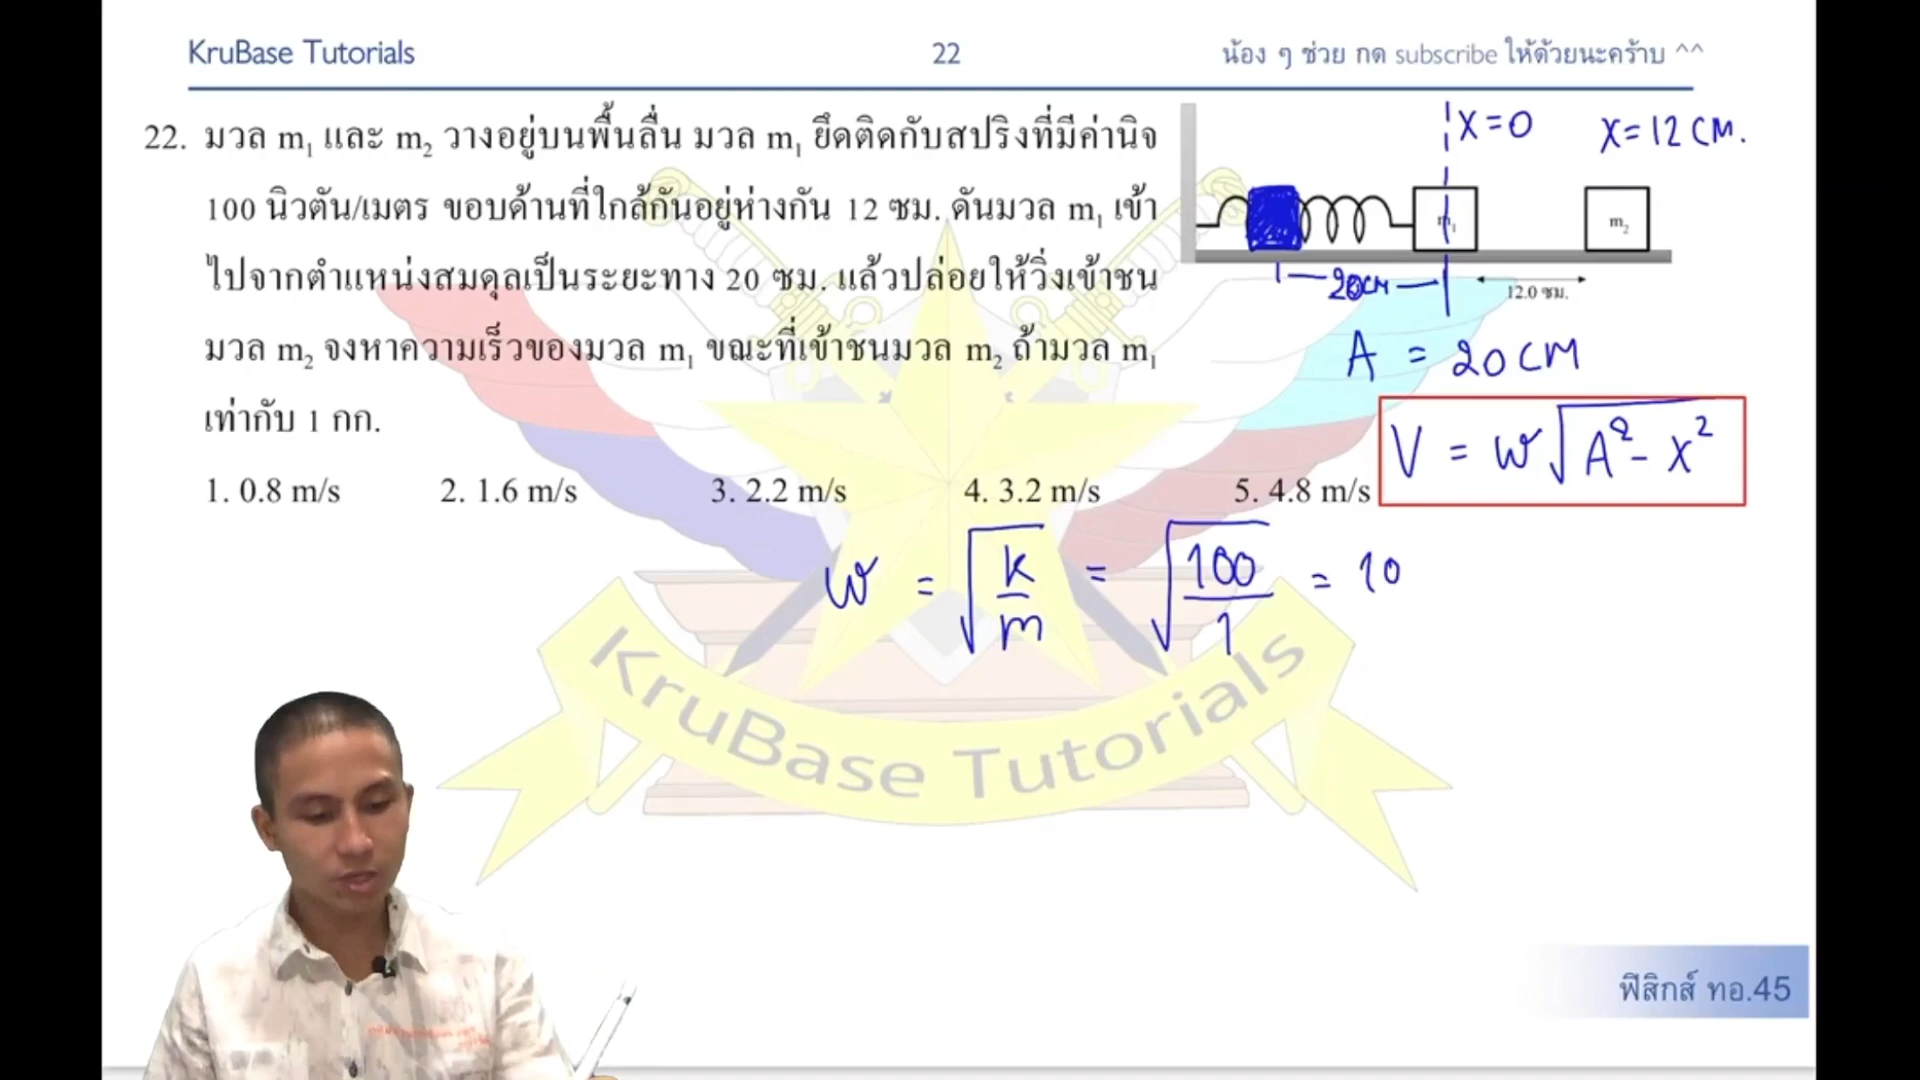 KruBase Tutorials
22
น้อง ๆ ช่วย กด subscribe ให้ด้วยนะคร้าบ ^^
22. มวล m₁ และ m₂ วางอยู่บนพื้นลื่น มวล m₁ ยึดติดกับสปริงที่มีค่านิจ
100 นิวตัน/เมตร ขอบด้านที่ใกล้กันอยู่ห่างกัน 12 ซม. ดันมวล m₁ เข้า
ไปจากตำแหน่งสมดุลเป็นระยะทาง 20 ซม. แล้วปล่อยให้วิ่งเข้าชน
มวล m₂ จงหาความเร็วของมวล m₁ ขณะที่เข้าชนมวล m₂ ถ้ามวล m₁
เท่ากับ 1 กก.
1. 0.8 m/s 2. 1.6 m/s 3. 2.2 m/s 4. 3.2 m/s 5. 4.8 m/s
x=0
x=12 cm.
m₁
m₂
20cm
12.0 ซม.
A = 20 CM
V = ω√A²-x²
ω = √k/m = √100/1 = 10
KruBase Tutorials
ฟิสิกส์ ทอ.45